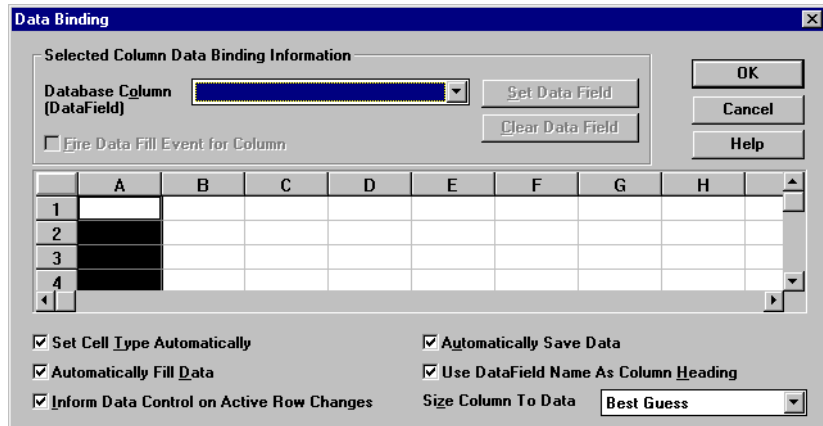 Data Binding
Selected Column Data Binding Information
Database Column
(DataField)
Set Data Field
Clear Data Field
Fire Data Fill Event for Column
OK
Cancel
Help
A B C D E F G H
1
2
3
4
Set Cell Type Automatically
Automatically Save Data
Automatically Fill Data
Use DataField Name As Column Heading
Inform Data Control on Active Row Changes
Size Column To Data Best Guess